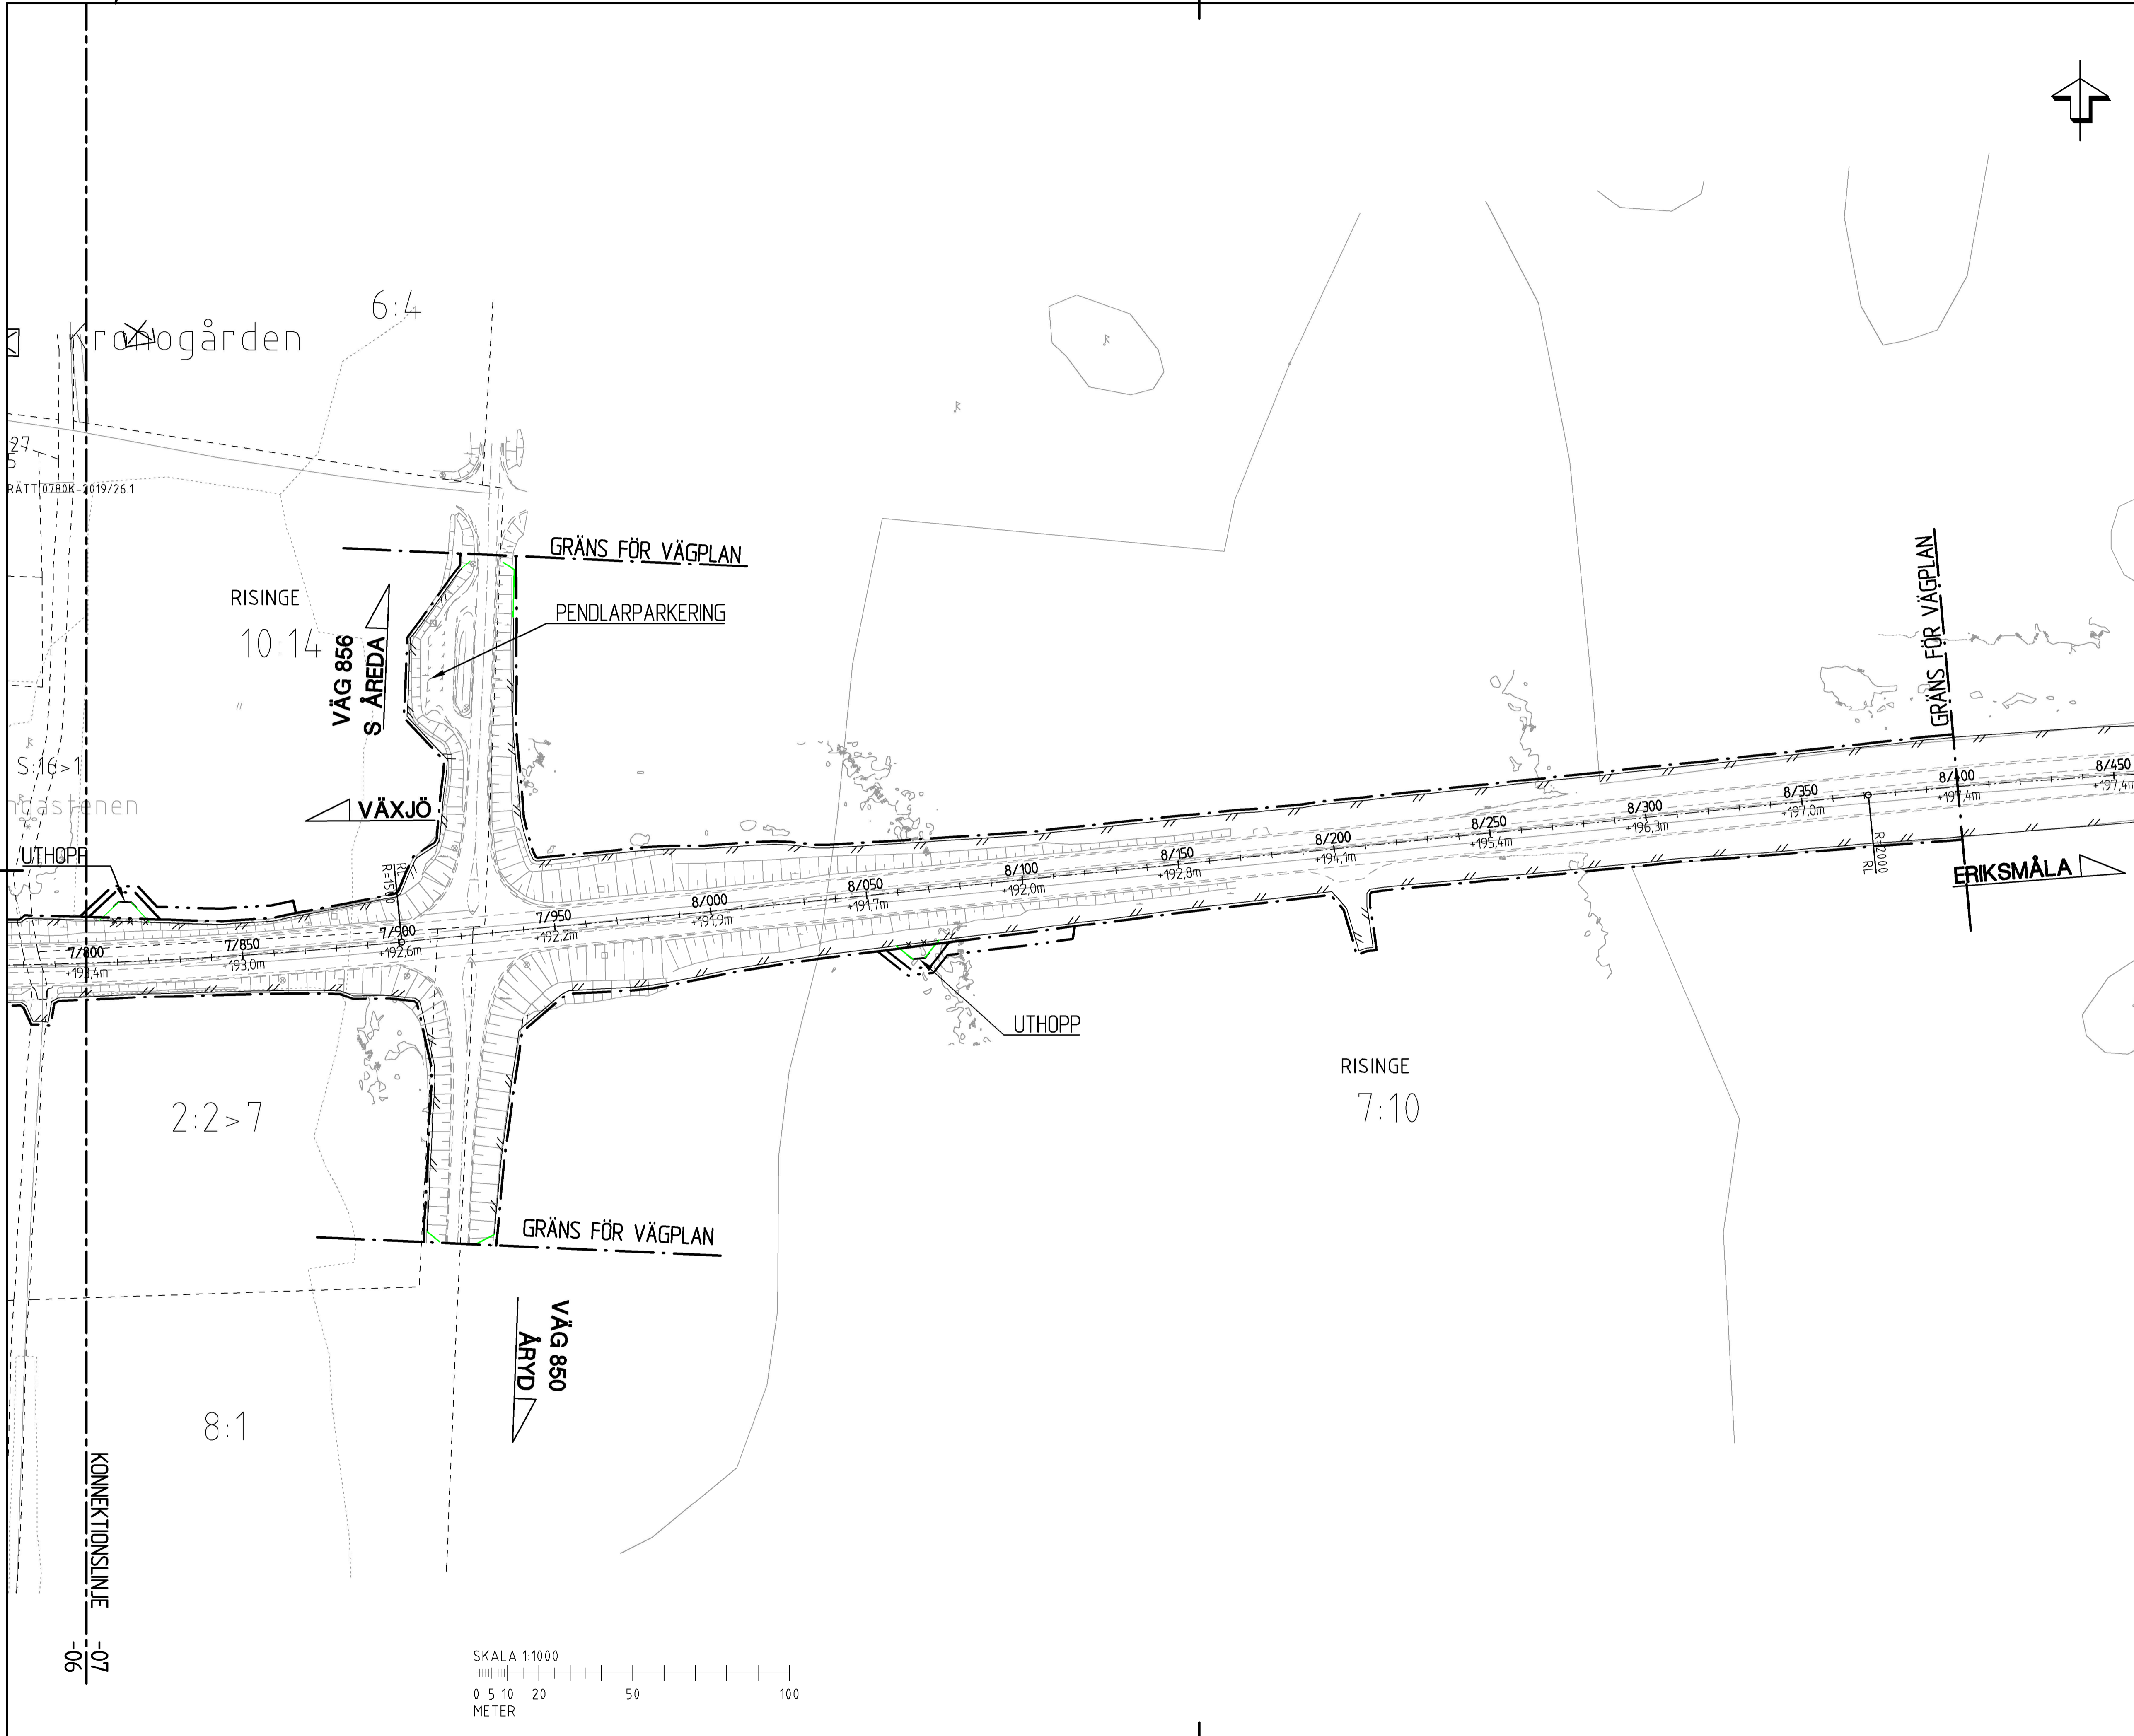 6:4
Kronogården
27
RÄTT 0780K-2019/26.1
GRÄNS FÖR VÄGPLAN
RISINGE
10:14
PENDLARPARKERING
VÄG 856
S ÅREDA
GRÄNS FÖR VÄGPLAN
S:16>1
ngastenen
VÄXJÖ
UTHOPP
RL
R=1500
7/800
+193,4m
7/850
+193,0m
7/900
+192,6m
7/950
+192,2m
8/000
+191,9m
8/050
+191,7m
8/100
+192,0m
8/150
+192,8m
8/200
+194,1m
8/250
+195,4m
8/300
+196,3m
8/350
+197,0m
8/400
+197,4m
8/450
+197,4m
R=2000
RL
ERIKSMÅLA
UTHOPP
RISINGE
7:10
2:2>7
GRÄNS FÖR VÄGPLAN
VÄG 850
ÅRYD
8:1
KONNEKTIONSLINJE
-07
-06
SKALA 1:1000
0 5 10 20 50 100
METER